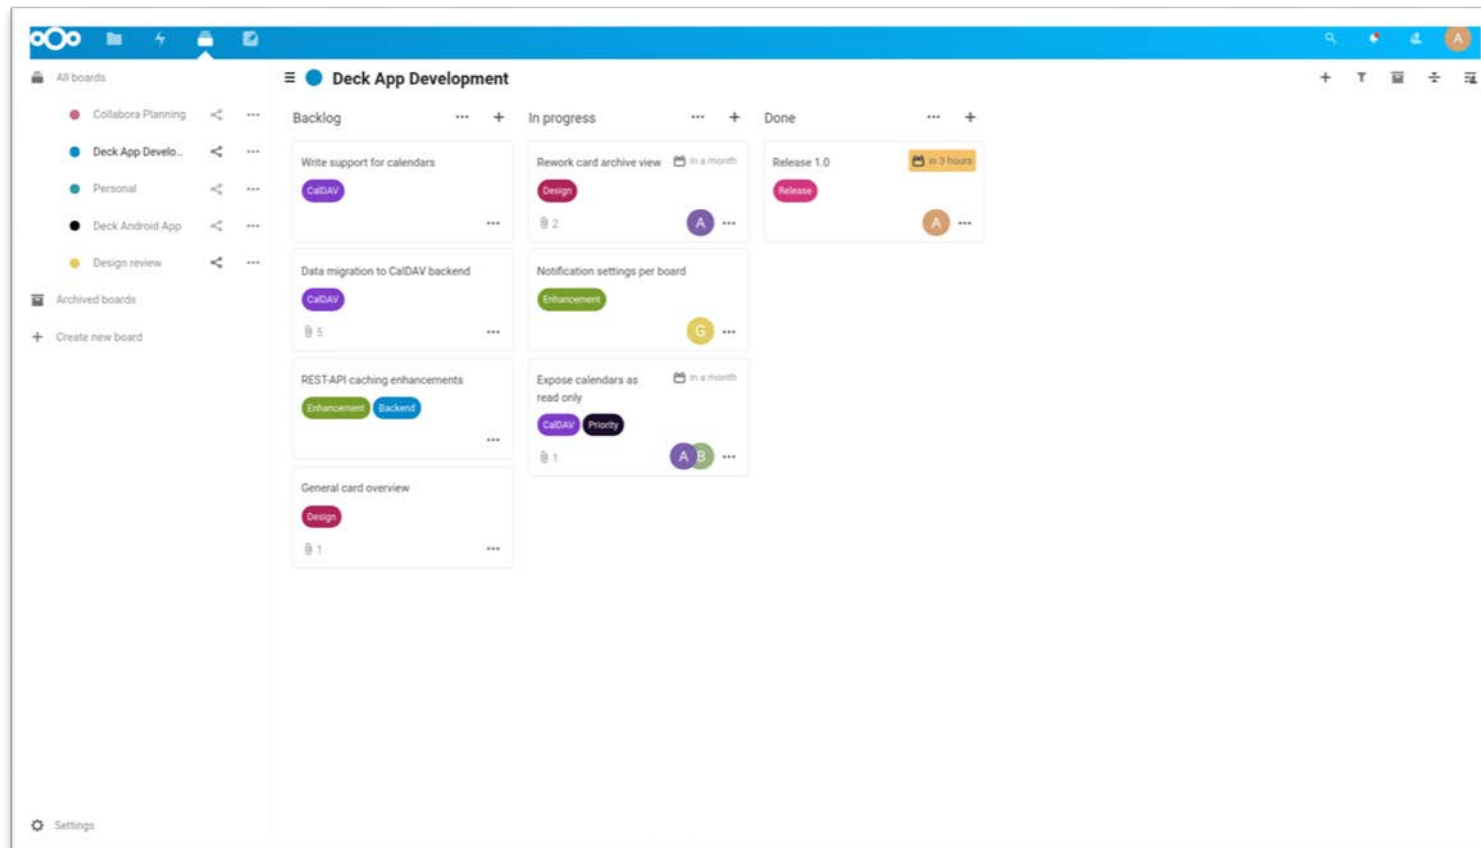 A
All boards
Collabora Planning
Deck App Develo...
Personal
Deck Android App
Design review
Archived boards
Create new board
Settings
Deck App Development
Backlog
Write support for calendars
CalDAV
Data migration to CalDAV backend
CalDAV
5
REST-API caching enhancements
Enhancement Backend
General card overview
Design
1
In progress
Rework card archive view in a month
Design
2 A
Notification settings per board
Enhancement
G
Expose calendars as in a month
read only
CalDAV Priority
1 A B
Done
Release 1.0 in 3 hours
Release
A